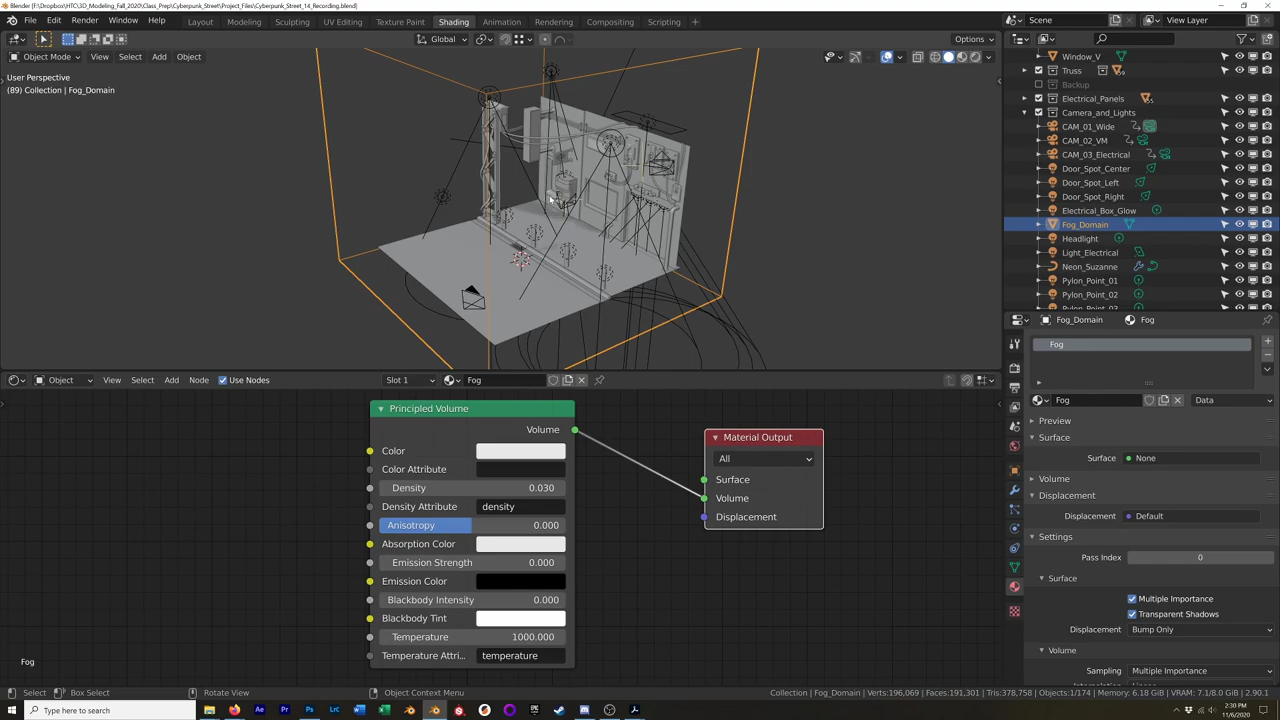 Blender [D:\Dropbox\HTC\3D_Modeling_Fall_2020\Class_Prep\Cyberpunk_Street\Project_Files\Cyberpunk_Street_14_Recording.blend]
File Edit Render Window Help Layout Modeling Sculpting UV Editing Texture Paint Shading Animation Rendering Compositing Scripting + Scene View Layer
Global Options
Object Mode View Select Add Object
User Perspective
(89) Collection | Fog_Domain
Window_V
Truss 59
Backup
Electrical_Panels
Camera_and_Lights
CAM_01_Wide
CAM_02_VM
CAM_03_Electrical
Door_Spot_Center
Door_Spot_Left
Door_Spot_Right
Electrical_Box_Glow
Fog_Domain
Headlight
Light_Electrical
Neon_Suzanne
Pylon_Point_01
Pylon_Point_02
Fog_Domain Fog
Fog
Fog Data
Preview
Surface
Surface None
Volume
Displacement
Displacement Default
Settings
Pass Index 0
Surface
Multiple Importance
Transparent Shadows
Displacement Bump Only
Volume
Sampling Multiple Importance
Object View Select Add Node Use Nodes Slot 1 Fog
Principled Volume
Volume
Color
Color Attribute
Density 0.030
Density Attribute density
Anisotropy 0.000
Absorption Color
Emission Strength 0.000
Emission Color
Blackbody Intensity 0.000
Blackbody Tint
Temperature 1000.000
Temperature Attri... temperature
Material Output
All
Surface
Volume
Displacement
Fog
Select Box Select Rotate View Object Context Menu Collection | Fog_Domain | Verts:196,069 | Faces:191,301 | Tris:378,758 | Objects:1/174 | Memory: 6.18 GiB | VRAM: 7.1/8.0 GiB | 2.90.1
Type here to search
2:30 PM
11/6/2020